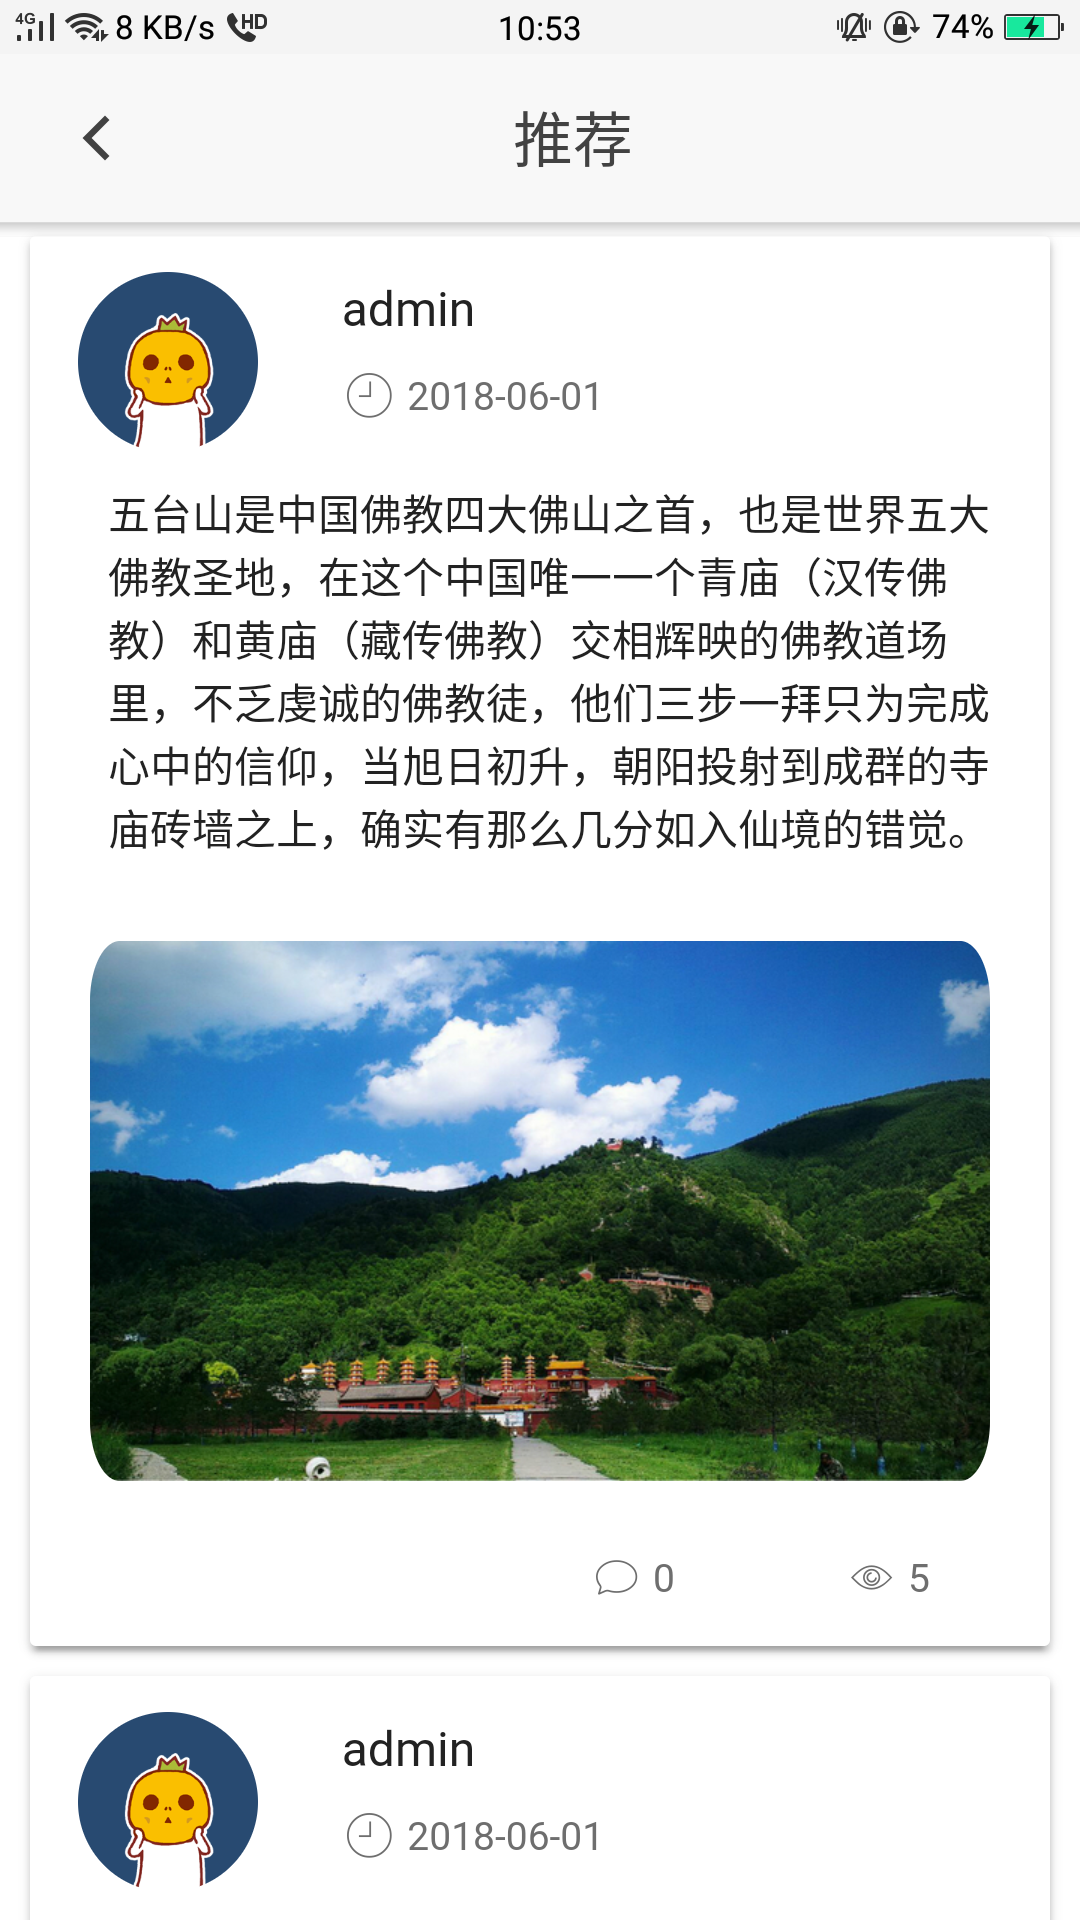 4G 8 KB/s HD 10:53 74%
推荐
admin
2018-06-01
五台山是中国佛教四大佛山之首，也是世界五大
佛教圣地，在这个中国唯一一个青庙（汉传佛
教）和黄庙（藏传佛教）交相辉映的佛教道场
里，不乏虔诚的佛教徒，他们三步一拜只为完成
心中的信仰，当旭日初升，朝阳投射到成群的寺
庙砖墙之上，确实有那么几分如入仙境的错觉。
0 5
admin
2018-06-01